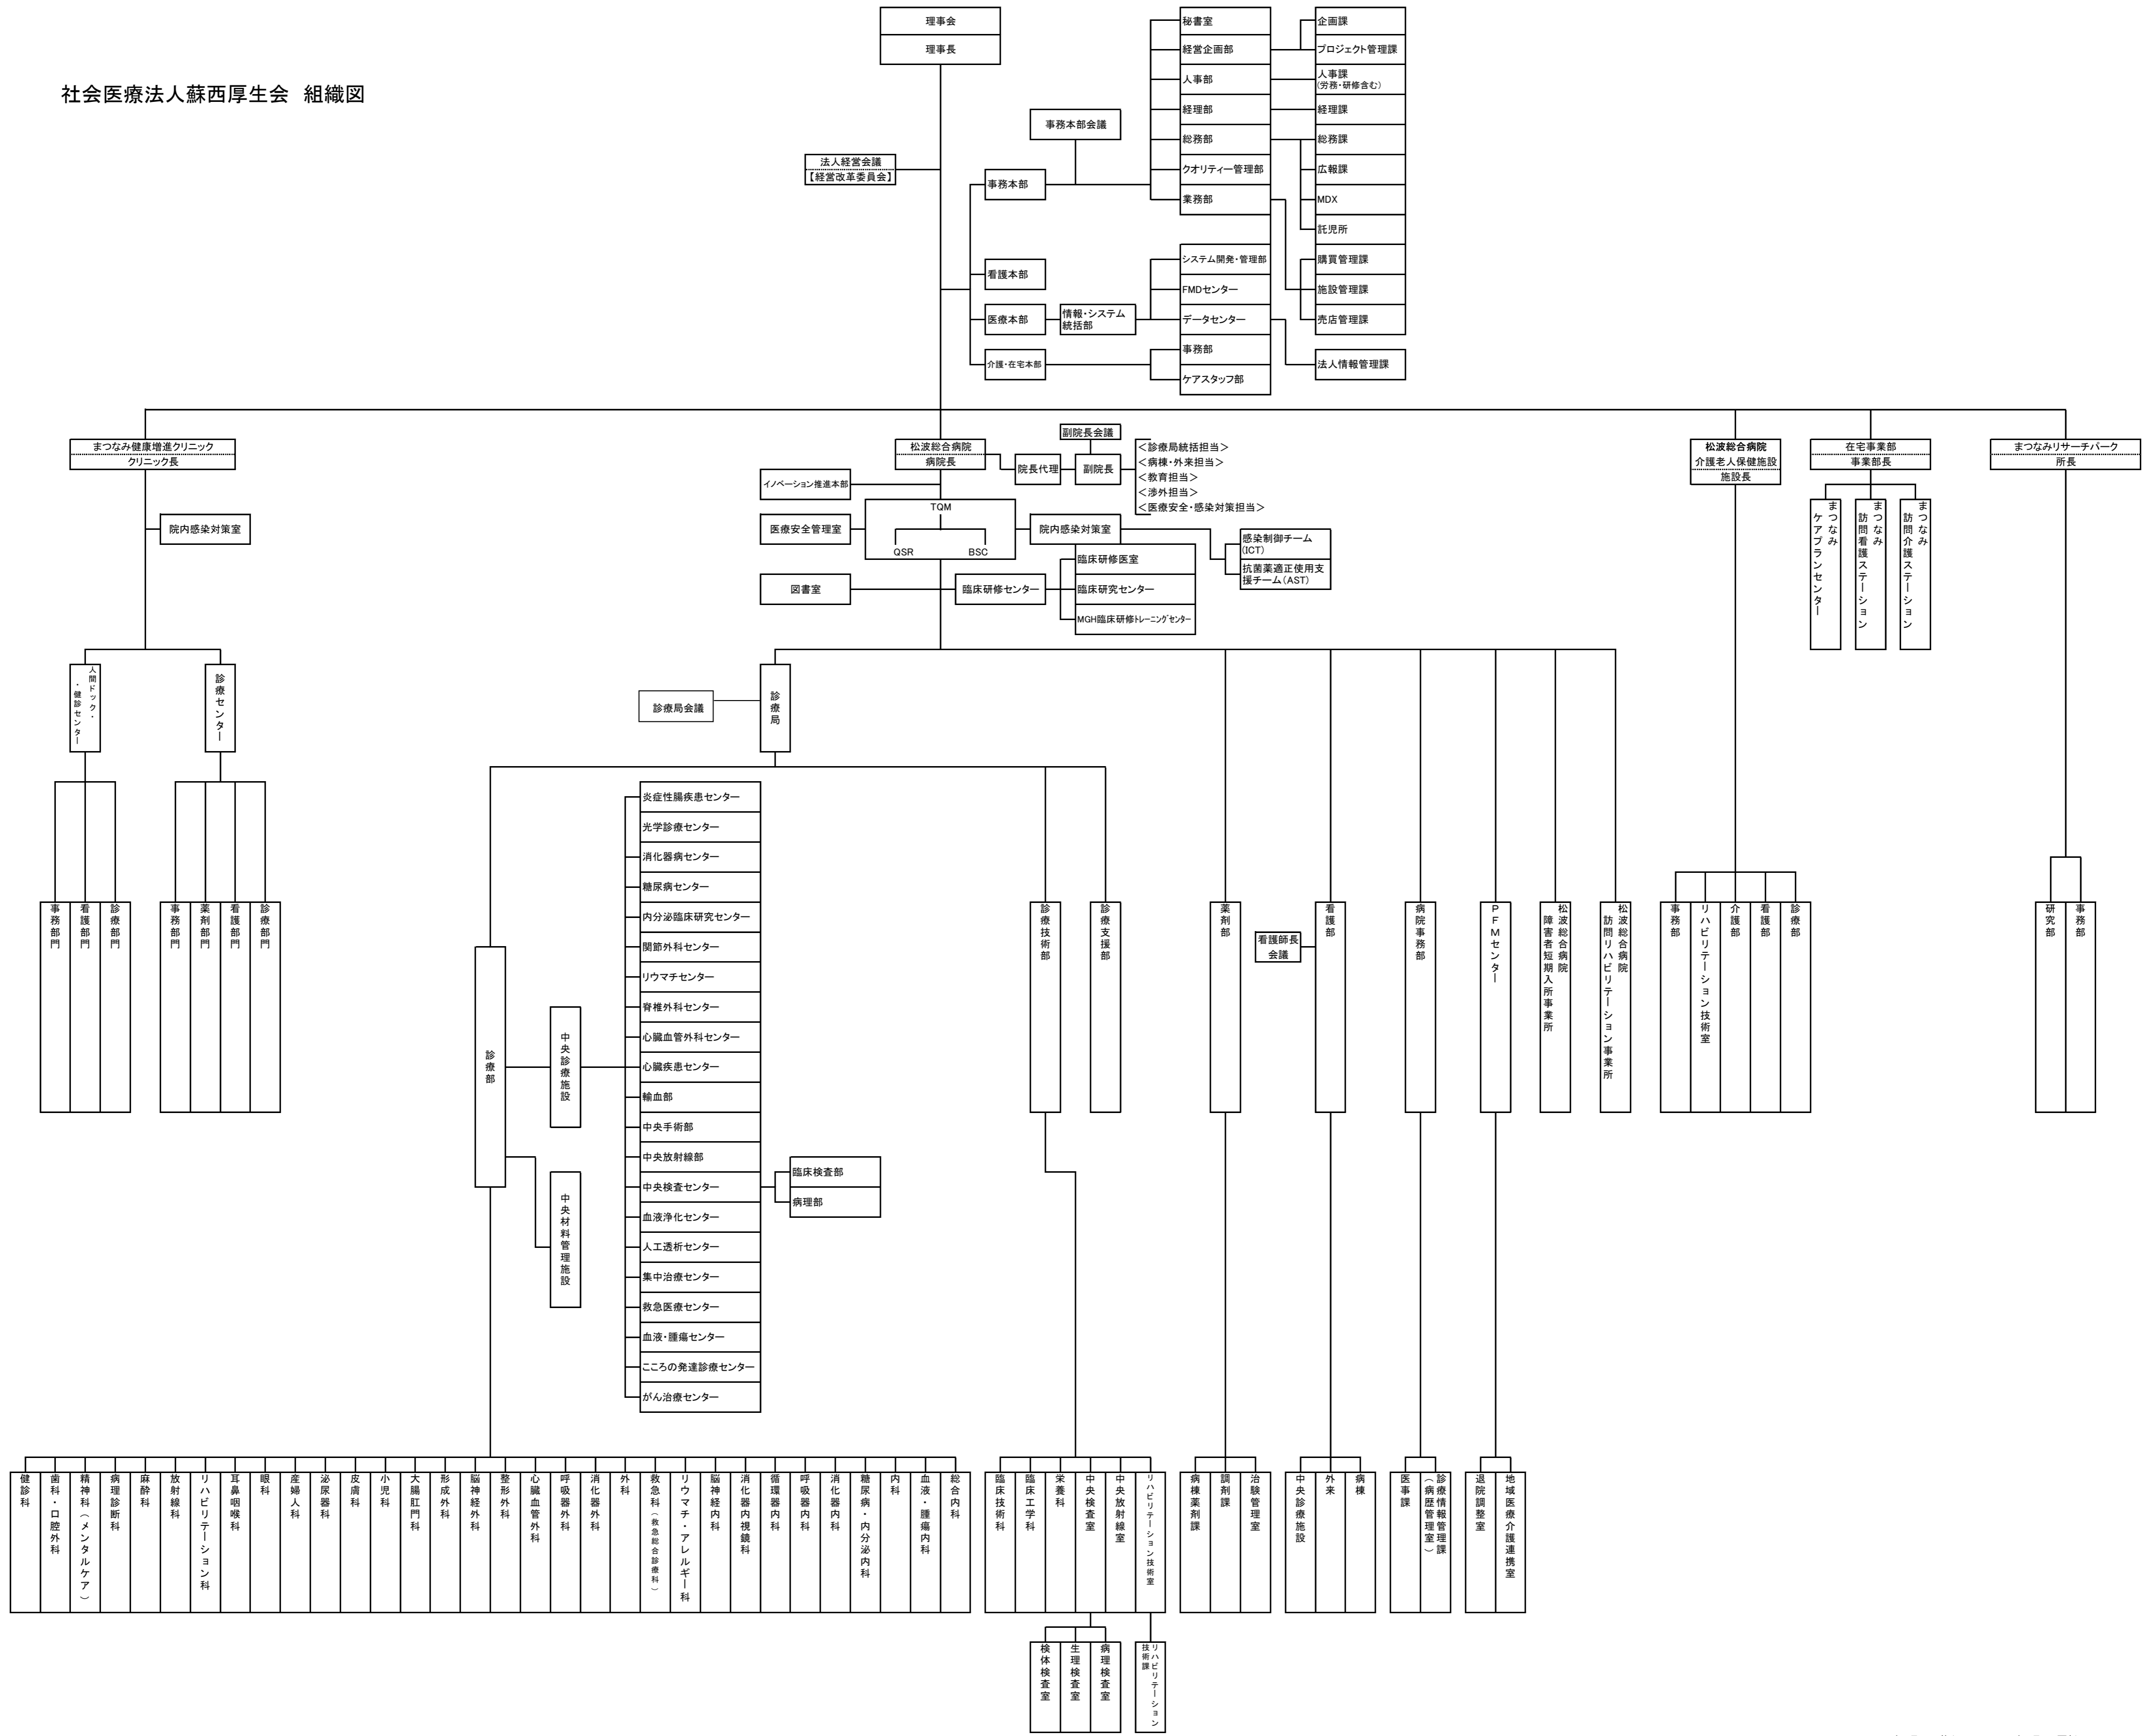 社会医療法人蘇西厚生会　組織図
理事会
理事長
法人経営会議
【経営改革委員会】
事務本部会議
事務本部
看護本部
医療本部
介護・在宅本部
情報・システム
統括部
秘書室
経営企画部
人事部
経理部
総務部
クオリティー管理部
業務部
システム開発・管理部
FMDセンター
データセンター
事務部
ケアスタッフ部
企画課
プロジェクト管理課
人事課
(労務・研修含む)
経理課
総務課
広報課
MDX
託児所
購買管理課
施設管理課
売店管理課
法人情報管理課
まつなみ健康増進クリニック
クリニック長
院内感染対策室
人間ドック・
・健診センター
診療センター
事務部門
看護部門
診療部門
事務部門
薬剤部門
看護部門
診療部門
松波総合病院
病院長
院長代理
副院長会議
副院長
＜診療局統括担当＞
＜病棟・外来担当＞
＜教育担当＞
＜渉外担当＞
＜医療安全・感染対策担当＞
イノベーション推進本部
医療安全管理室
TQM
QSR
BSC
院内感染対策室
感染制御チーム
(ICT)
抗菌薬適正使用支
援チーム(AST)
図書室
臨床研修センター
臨床研修医室
臨床研究センター
MGH臨床研修トレーニングセンター
松波総合病院
介護老人保健施設
施設長
在宅事業部
事業部長
まつなみ
ケアプランセンター
まつなみ
訪問看護ステーション
まつなみ
訪問介護ステーション
まつなみリサーチパーク
所長
診療局会議
診療局
診療部
中央診療施設
中央材料管理施設
炎症性腸疾患センター
光学診療センター
消化器病センター
糖尿病センター
内分泌臨床研究センター
関節外科センター
リウマチセンター
脊椎外科センター
心臓血管外科センター
心臓疾患センター
輸血部
中央手術部
中央放射線部
中央検査センター
血液浄化センター
人工透析センター
集中治療センター
救急医療センター
血液・腫瘍センター
こころの発達診療センター
がん治療センター
臨床検査部
病理部
診療技術部
診療支援部
薬剤部
看護師長
会議
看護部
病院事務部
PFMセンター
松波総合病院
障害者短期入所事業所
松波総合病院
訪問リハビリテーション事業所
事務部
リハビリテーション技術室
介護部
看護部
診療部
研究部
事務部
健診科
歯科・口腔外科
精神科（メンタルケア）
病理診断科
麻酔科
放射線科
リハビリテーション科
耳鼻咽喉科
眼科
産婦人科
泌尿器科
皮膚科
小児科
大腸肛門科
形成外科
脳神経外科
整形外科
心臓血管外科
呼吸器外科
消化器外科
外科
救急科（救急総合診療科）
リウマチ・アレルギー科
脳神経内科
消化器内視鏡科
循環器内科
呼吸器内科
消化器内科
糖尿病・内分泌内科
内科
血液・腫瘍内科
総合内科
臨床技術科
臨床工学科
栄養科
中央検査室
中央放射線室
リハビリテーション技術室
病棟薬剤課
調剤課
治験管理室
中央診療施設
外来
病棟
医事課
診療情報管理課
（病歴管理室）
退院調整室
地域医療介護連携室
検体検査室
生理検査室
病理検査室
リハビリテーション
技術課